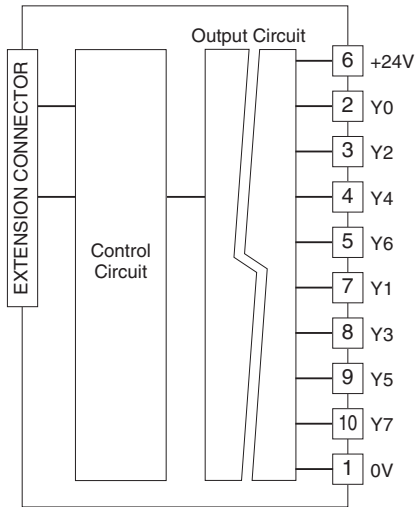 Output Circuit
EXTENSION CONNECTOR
Control
Circuit
6 +24V
2 Y0
3 Y2
4 Y4
5 Y6
7 Y1
8 Y3
9 Y5
10 Y7
1 0V